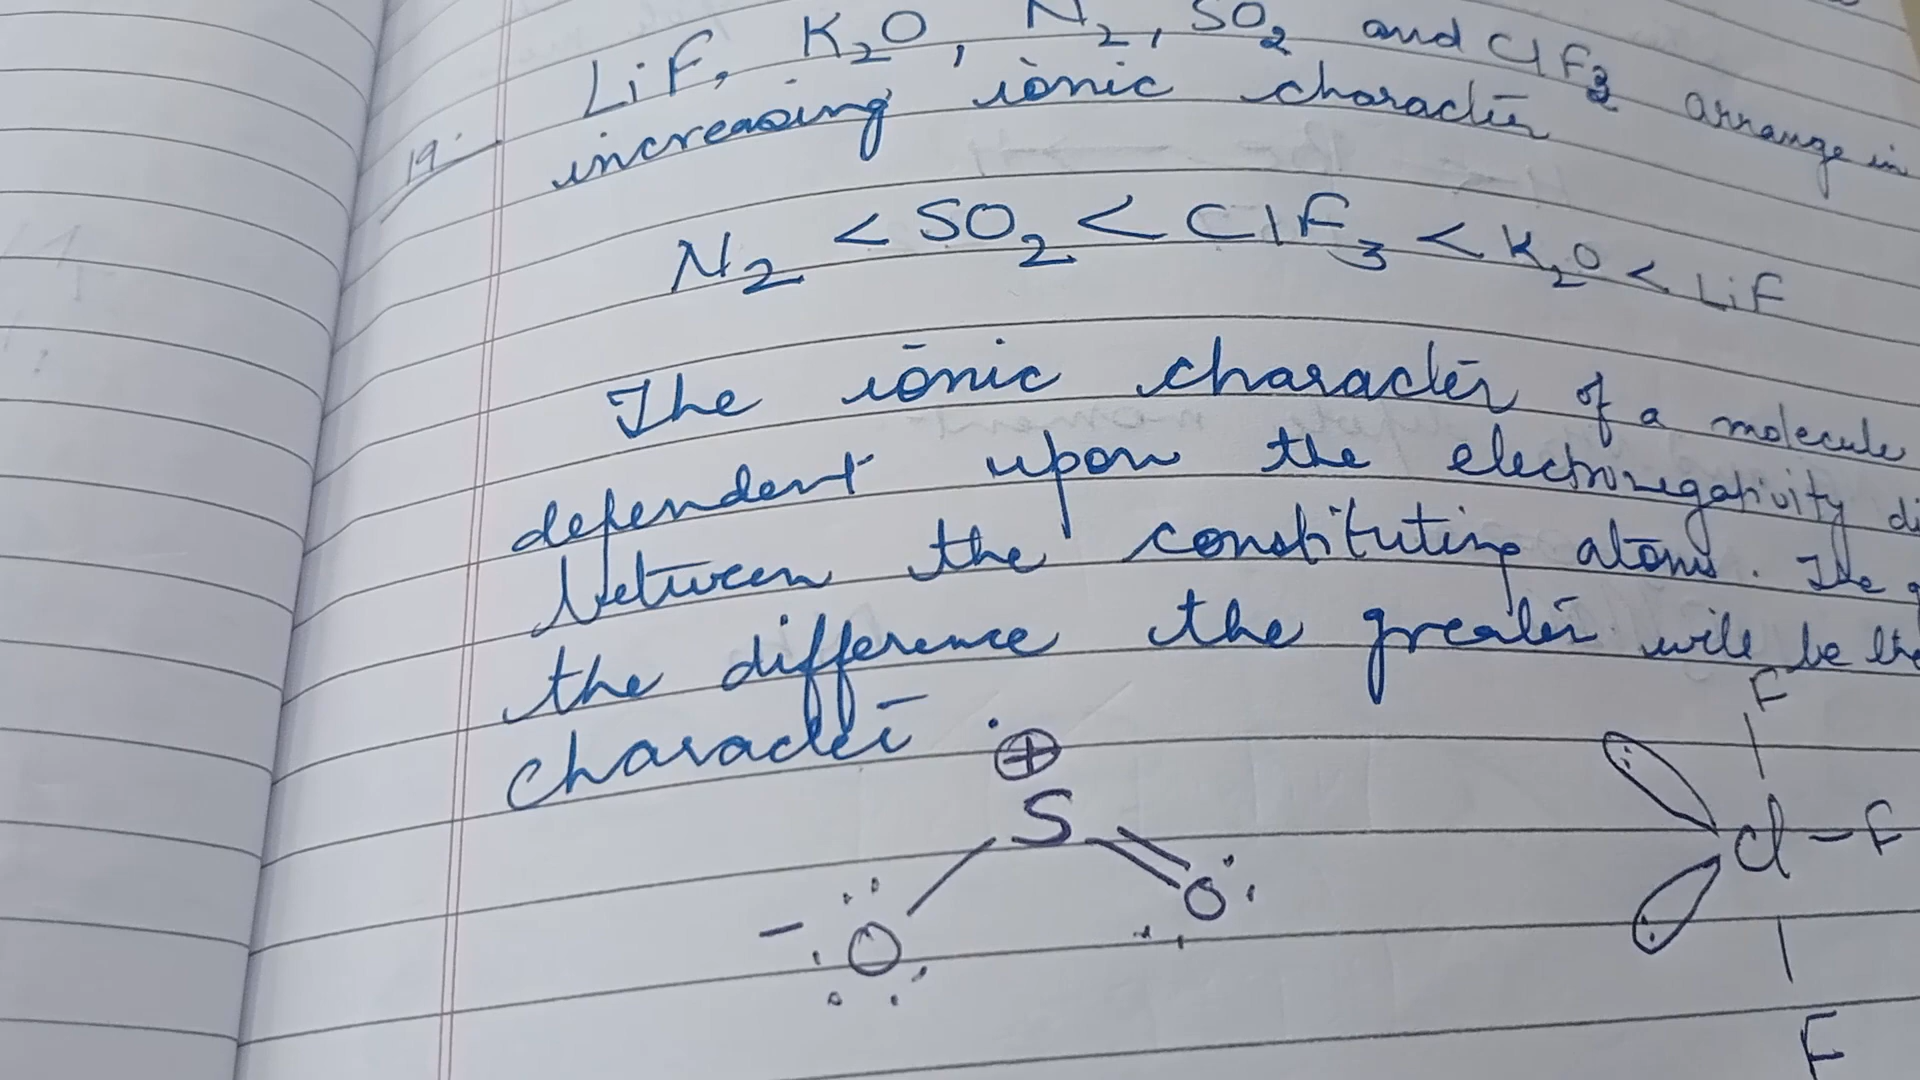 LiF, K₂O, N₂, SO₂ and ClF₃ arrange in
19.
increasing ionic character
N₂ < SO₂ < ClF₃ < K₂O < LiF
The ionic character of a molecule
dependent upon the electronegativity di
between the constituting atoms. The g
the difference the greater will be the
character
⊕
S
F
Cl - F
- O
O
F